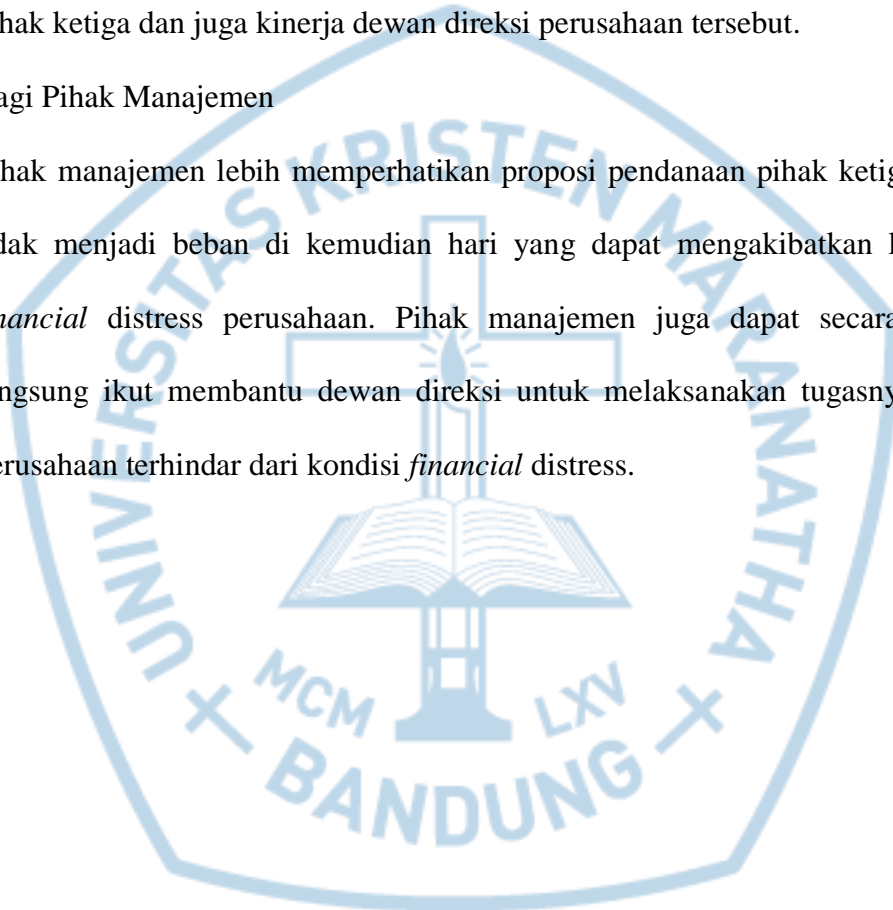 hak ketiga dan juga kinerja dewan direksi perusahaan tersebut.
agi Pihak Manajemen
hak manajemen lebih memperhatikan proposi pendanaan pihak ketig
dak menjadi beban di kemudian hari yang dapat mengakibatkan
nancial distress perusahaan. Pihak manajemen juga dapat secara
ngsung ikut membantu dewan direksi untuk melaksanakan tugasny
erusahaan terhindar dari kondisi financial distress.
UNIVERSITAS KRISTEN MARANATHA
MCM LXV
BANDUNG